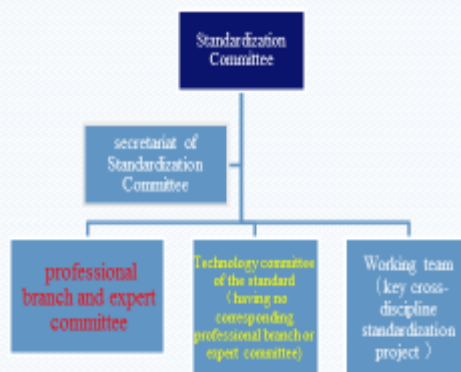 Standardization
Committee
secretariat of
Standardization
Committee
professional
branch and expert
committee
Technology committee
of the standard
（having no
corresponding
professional branch or
expert committee)
Working team
（key cross-
discipline
standardization
project ）